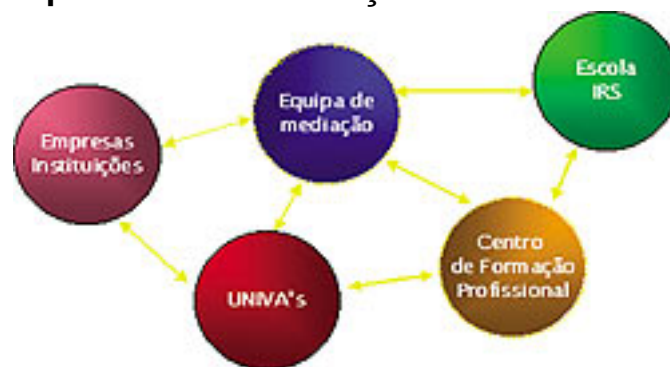 Escola
IRS
Equipa de
mediação
Empresas
Instituições
Centro
de Formação
Profissional
UNIVA's